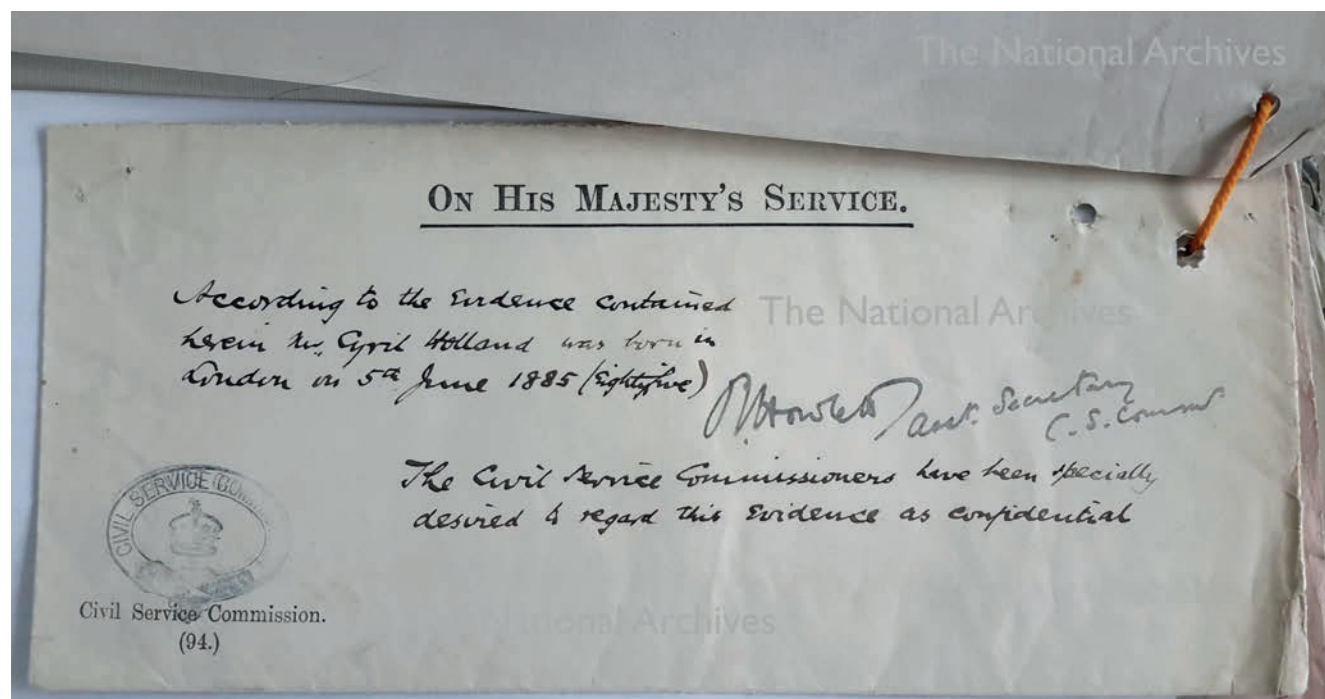 The National Archives
ON HIS MAJESTY'S SERVICE.
According to the Evidence contained
herein Mr. Cyril Holland was born in
The National Archives
London on 5th June 1885 (Eightyfive)
Howlett Asst. Secretary
C. S. Commn
The Civil Service Commissioners have been specially
desired to regard this Evidence as confidential
CIVIL SERVICE COMM
Civil Service Commission.
(94.)
National Archives